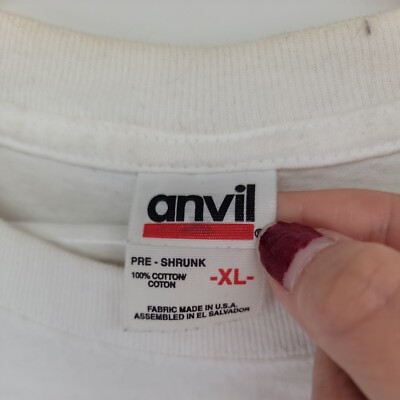 anvil
PRE - SHRUNK
100% COTTON/
COTON
-XL-
FABRIC MADE IN U.S.A.
ASSEMBLED IN EL SALVADOR